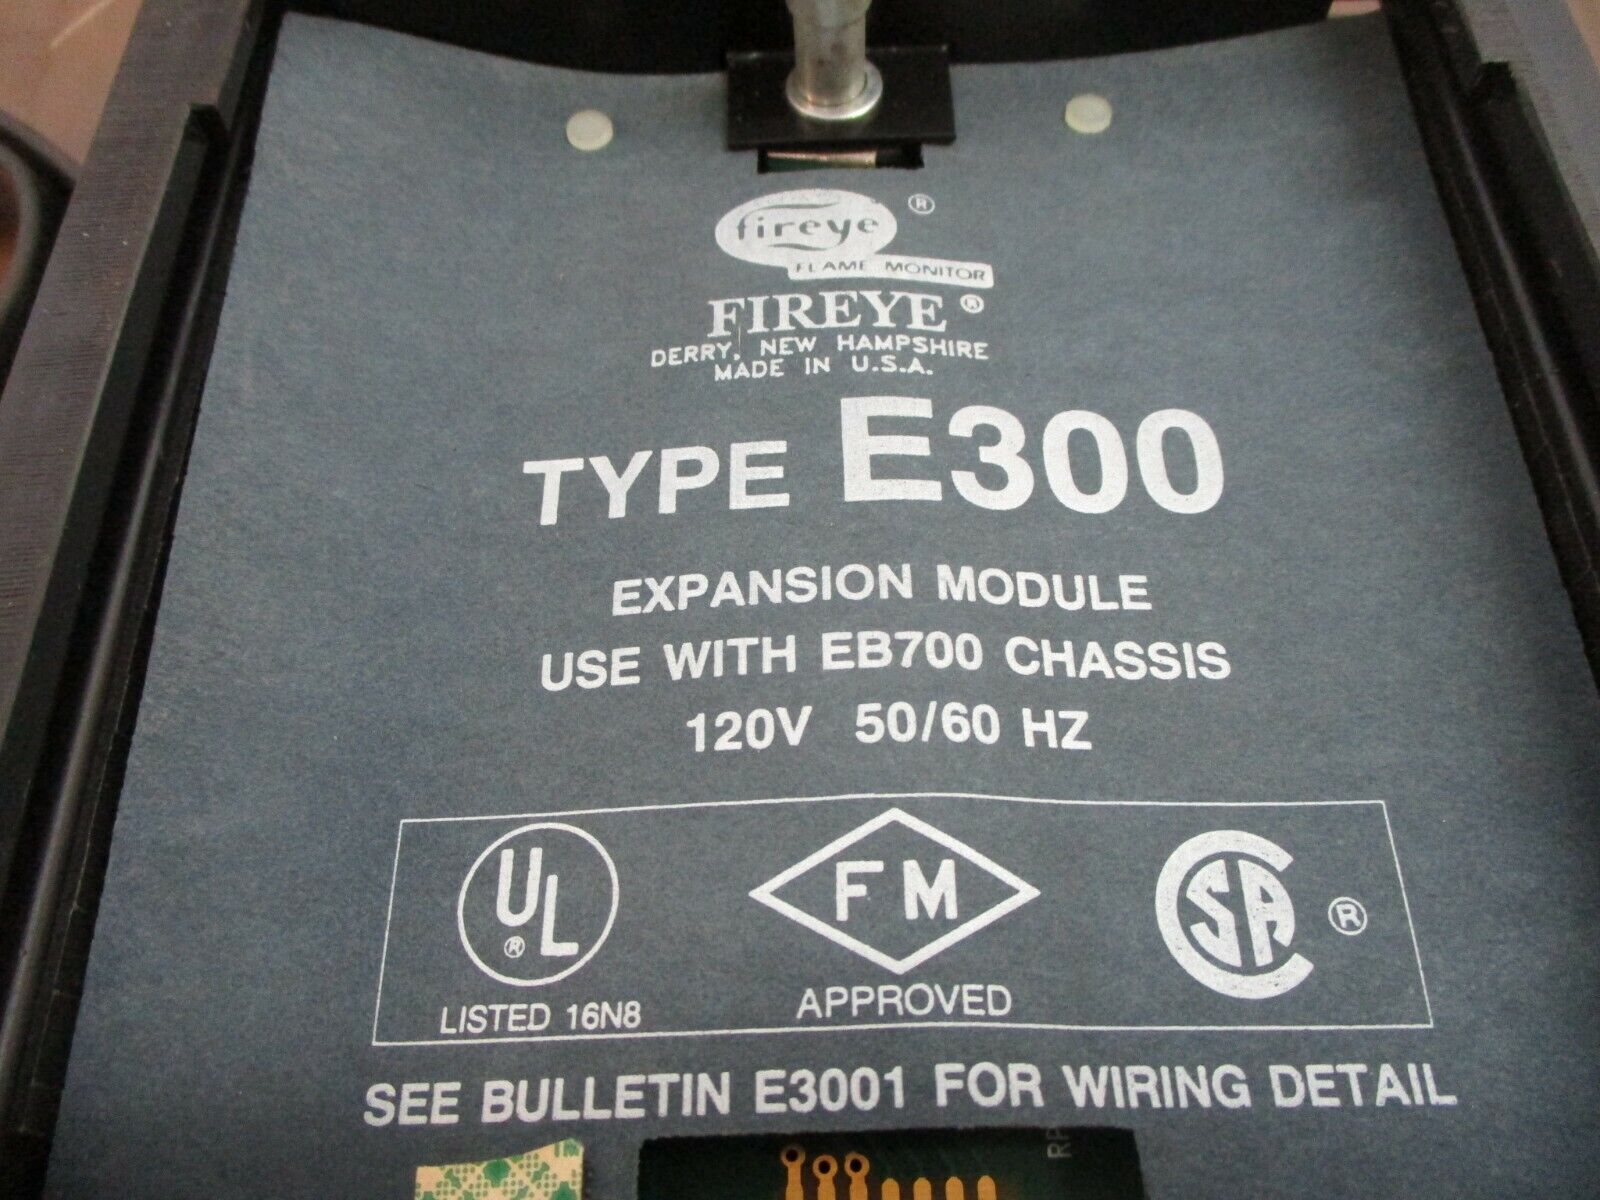 fireye ®
FLAME MONITOR
FIREYE ®
DERRY, NEW HAMPSHIRE
MADE IN U.S.A.
TYPE E300
EXPANSION MODULE
USE WITH EB700 CHASSIS
120V 50/60 HZ
UL ®
LISTED 16N8
FM
APPROVED
CSA ®
SEE BULLETIN E3001 FOR WIRING DETAIL